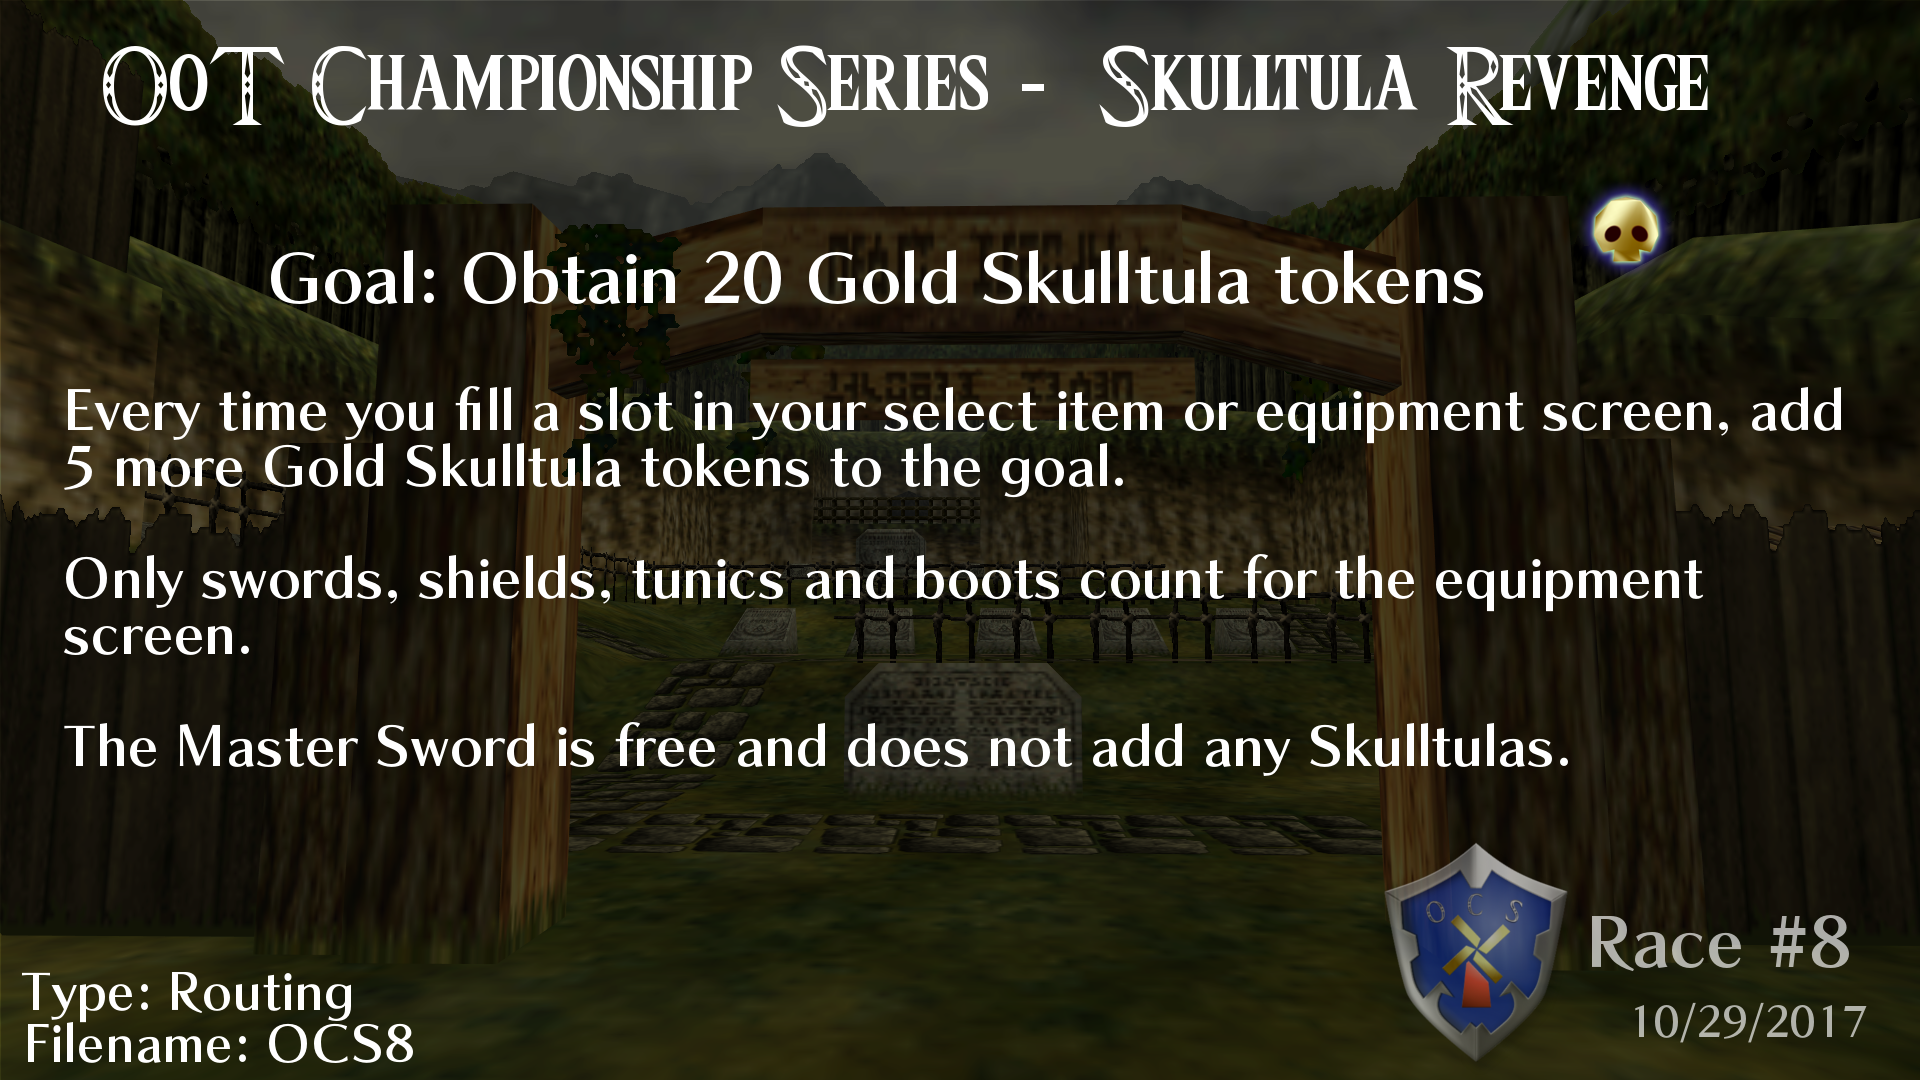 OoT Championship Series - Skulltula Revenge
Goal: Obtain 20 Gold Skulltula tokens
Every time you fill a slot in your select item or equipment screen, add
5 more Gold Skulltula tokens to the goal.
Only swords, shields, tunics and boots count for the equipment
screen.
The Master Sword is free and does not add any Skulltulas.
OCS
Race #8
10/29/2017
Type: Routing
Filename: OCS8